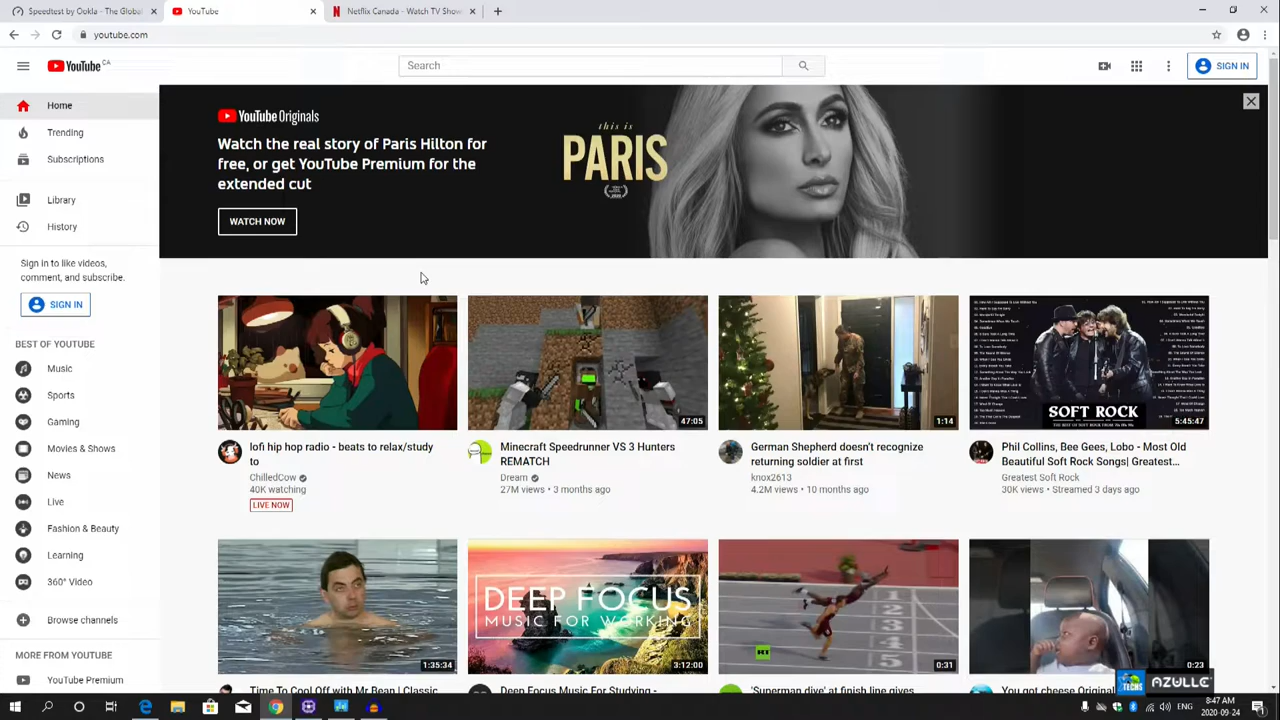 Speedtest by Ookla - The Global
YouTube
Netflix Canada - Watch TV Show
youtube.com
YouTube CA
Search
SIGN IN
Home
Trending
Subscriptions
Library
History
Sign in to like videos,
comment, and subscribe.
SIGN IN
BEST OF YOUTUBE
Music
Sports
Gaming
Movies & Shows
News
Live
Fashion & Beauty
Learning
360° Video
Browse channels
MORE FROM YOUTUBE
YouTube Premium
YouTube Originals
Watch the real story of Paris Hilton for
free, or get YouTube Premium for the
extended cut
WATCH NOW
this is
PARIS
47:05
1:14
SOFT ROCK
5:45:47
lofi hip hop radio - beats to relax/study
to
ChilledCow
40K watching
LIVE NOW
Minecraft Speedrunner VS 3 Hunters
REMATCH
Dream
27M views • 3 months ago
German Shepherd doesn't recognize
returning soldier at first
knox2613
4.2M views • 10 months ago
Phil Collins, Bee Gees, Lobo - Most Old
Beautiful Soft Rock Songs| Greatest...
Greatest Soft Rock
30K views • Streamed 3 days ago
1:35:34
DEEP FOCUS
MUSIC FOR WORKING
3:12:00
1
2
3
4
5
RT
0:31
0:23
Time To Cool Off with Mr Bean | Classic
Deep Focus Music For Studying -
'Superman dive' at finish line gives
You got cheese Original
TECHS
AZULLE
ENG
8:47 AM
2020-09-24